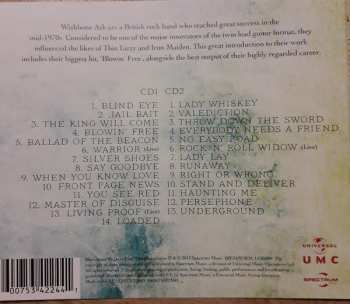 Wishbone Ash are a British rock band who reached great success in the
mid-1970s. Considered to be one of the major innovators of the twin lead guitar format, they
influenced the likes of Thin Lizzy and Iron Maiden. This great introduction to their work
includes their biggest hit, 'Blowin' Free', alongside the best output of their highly regarded career.
CD1 CD2
1. BLIND EYE
2. JAIL BAIT
3. THE KING WILL COME
4. BLOWIN' FREE
5. BALLAD OF THE BEACON
6. WARRIOR (Live)
7. SILVER SHOES
8. SAY GOODBYE
9. WHEN YOU KNOW LOVE
10. FRONT PAGE NEWS
11. YOU SEE RED
12. MASTER OF DISGUISE
13. LIVING PROOF (Live)
14. LOADED
1. LADY WHISKEY
2. VALEDICTION
3. THROW DOWN THE SWORD
4. EVERYBODY NEEDS A FRIEND
5. NO EASY ROAD
6. ROCK'N' ROLL WIDOW (Live)
7. LADY LAY
8. RUNAWAY
9. RIGHT OR WRONG
10. STAND AND DELIVER
11. HAUNTING ME
12. PERSEPHONE
13. UNDERGROUND
UNIVERSAL
UMC
SPECTRUM
00753 42244